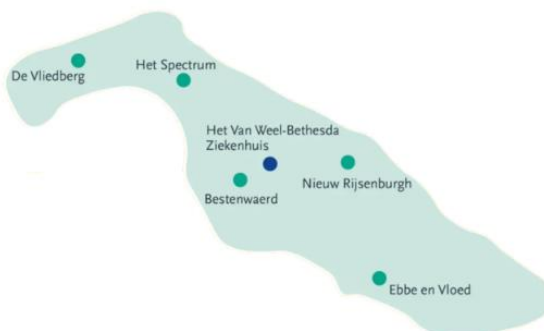 De Vliedberg
Het Spectrum
Het Van Weel-Bethesda
Ziekenhuis
Bestenwaerd
Nieuw Rijsenburgh
Ebbe en Vloed